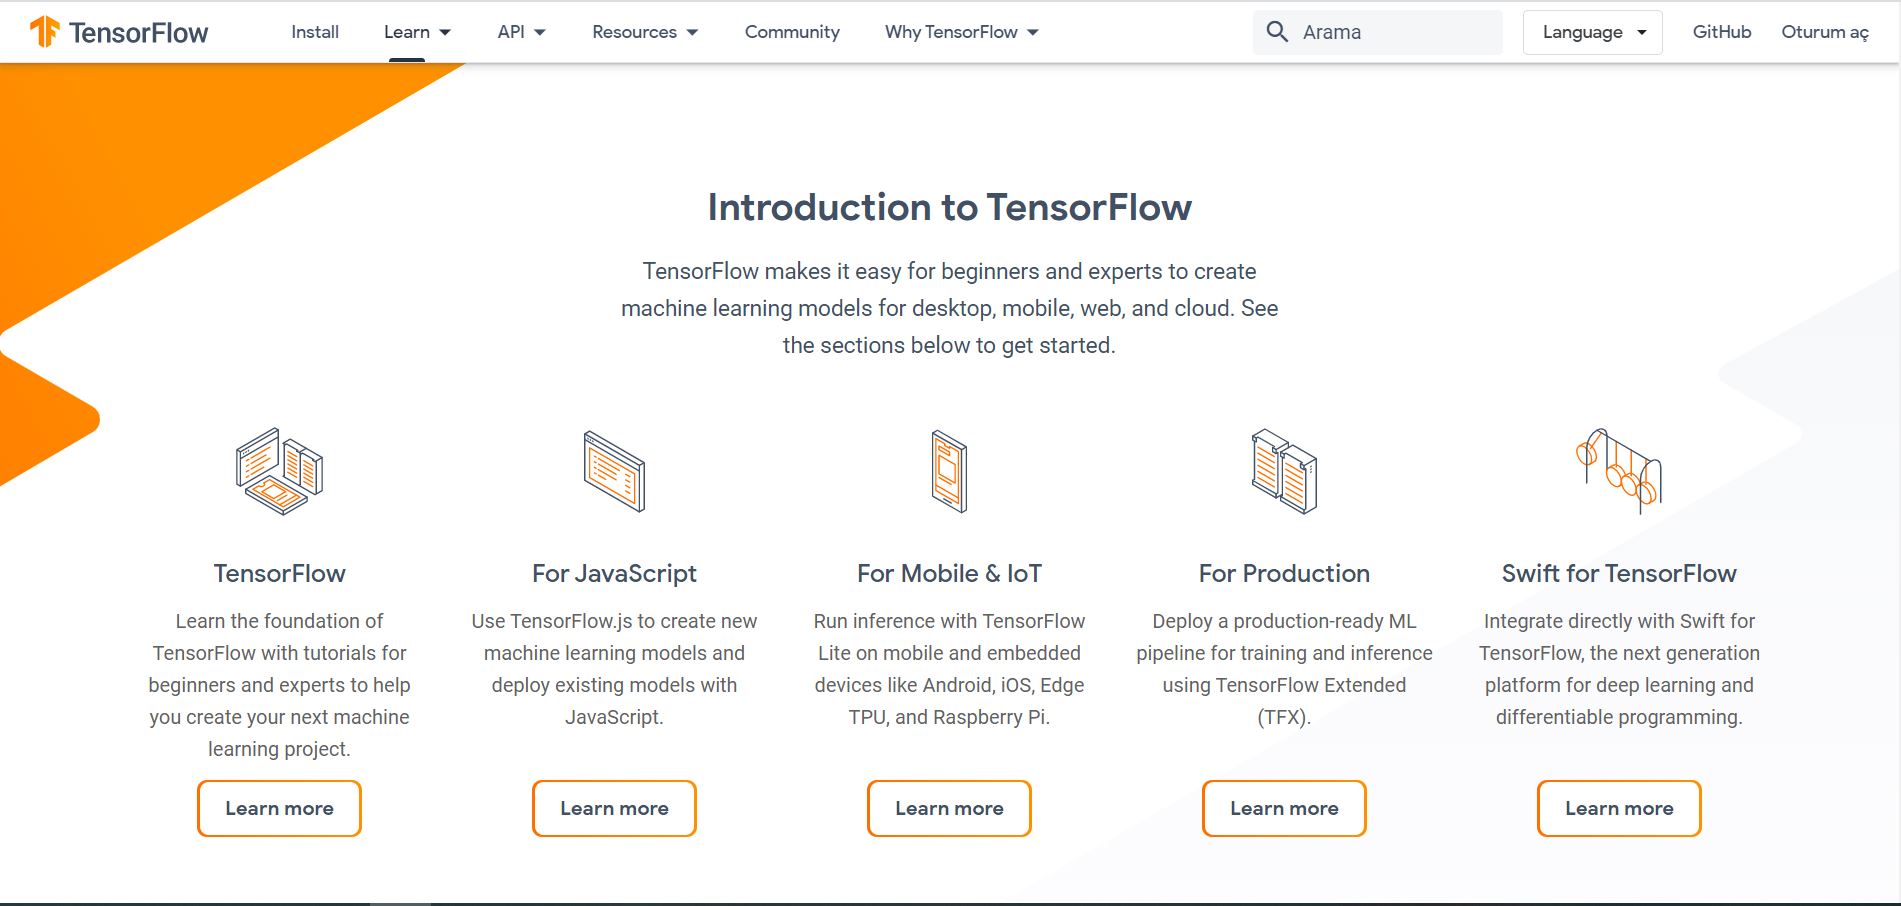 TensorFlow
Install
Learn
API
Resources
Community
Why TensorFlow
Arama
Language
GitHub
Oturum aç
Introduction to TensorFlow
TensorFlow makes it easy for beginners and experts to create
machine learning models for desktop, mobile, web, and cloud. See
the sections below to get started.
TensorFlow
Learn the foundation of
TensorFlow with tutorials for
beginners and experts to help
you create your next machine
learning project.
Learn more
For JavaScript
Use TensorFlow.js to create new
machine learning models and
deploy existing models with
JavaScript.
Learn more
For Mobile & IoT
Run inference with TensorFlow
Lite on mobile and embedded
devices like Android, iOS, Edge
TPU, and Raspberry Pi.
Learn more
For Production
Deploy a production-ready ML
pipeline for training and inference
using TensorFlow Extended
(TFX).
Learn more
Swift for TensorFlow
Integrate directly with Swift for
TensorFlow, the next generation
platform for deep learning and
differentiable programming.
Learn more